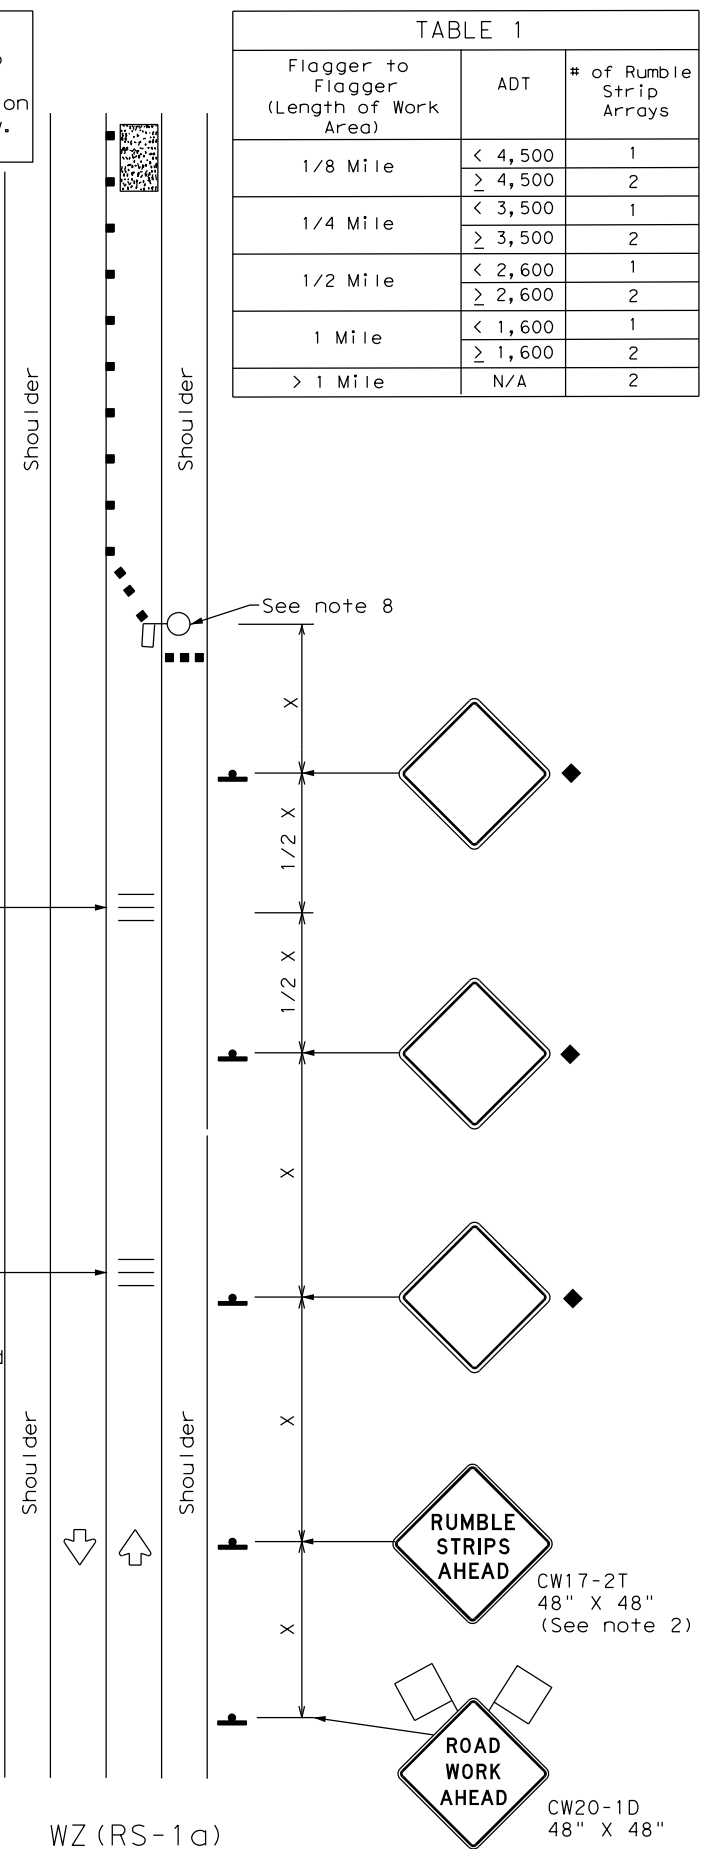 on
TABLE 1
Flagger to
Flagger
(Length of Work
Area)
ADT
# of Rumble
Strip
Arrays
1/8 Mile
< 4,500
1
≥ 4,500
2
1/4 Mile
< 3,500
1
≥ 3,500
2
1/2 Mile
< 2,600
1
≥ 2,600
2
1 Mile
< 1,600
1
≥ 1,600
2
> 1 Mile
N/A
2
Shoulder
Shoulder
See note 8
X
1/2 X
1/2 X
X
X
X
Shoulder
Shoulder
RUMBLE
STRIPS
AHEAD
CW17-2T
48" X 48"
(See note 2)
ROAD
WORK
AHEAD
CW20-1D
48" X 48"
WZ(RS-1a)